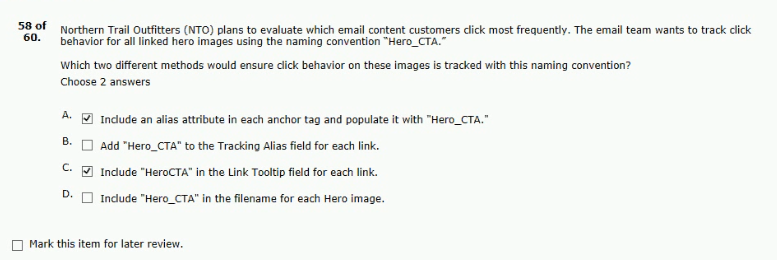 58 of
60.
Northern Trail Outfitters (NTO) plans to evaluate which email content customers click most frequently. The email team wants to track click
behavior for all linked hero images using the naming convention "Hero_CTA."
Which two different methods would ensure click behavior on these images is tracked with this naming convention?
Choose 2 answers
A. Include an alias attribute in each anchor tag and populate it with "Hero_CTA."
B. Add "Hero_CTA" to the Tracking Alias field for each link.
C. Include "HeroCTA" in the Link Tooltip field for each link.
D. Include "Hero_CTA" in the filename for each Hero image.
Mark this item for later review.